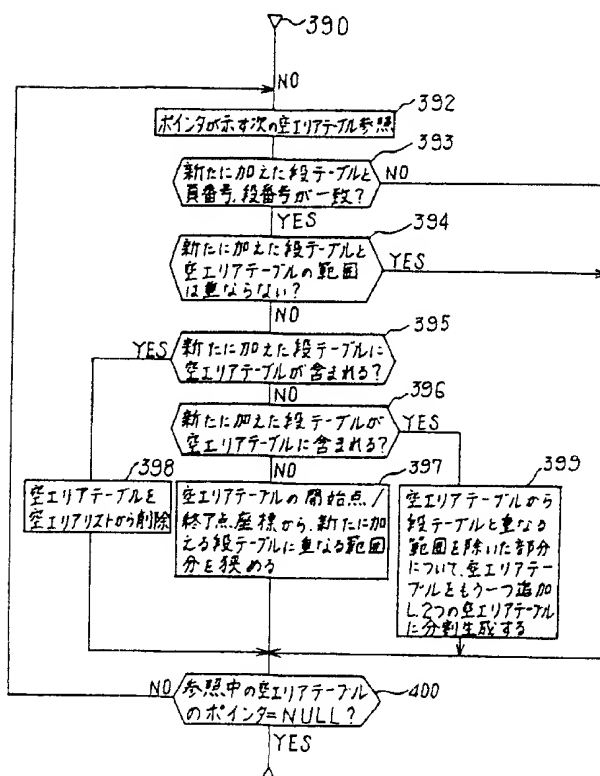 390
NO
392
ポインタが示す次の空エリアテーブル参照
393
新たに加えた段テーブルと
頁番号、段番号が一致?
NO
YES
394
新たに加えた段テーブルと
空エリアテーブルの範囲
は重ならない?
YES
NO
395
YES
新たに加えた段テーブルに
空エリアテーブルが含まれる?
NO
396
新たに加えた段テーブルが
空エリアテーブルに含まれる?
YES
NO
398
空エリアテーブルを
空エリアリストから削除
397
空エリアテーブルの開始点/
終了点座標から、新たに加
える段テーブルに重なる範囲
分を狭める
399
空エリアテーブルから
段テーブルと重なる
範囲を除いた部分
について、空エリアテー
ブルをもう一つ追加
し、2つの空エリアテーブル
に分割生成する
NO
参照中の空エリアテーブル
のポインタ=NULL?
400
YES